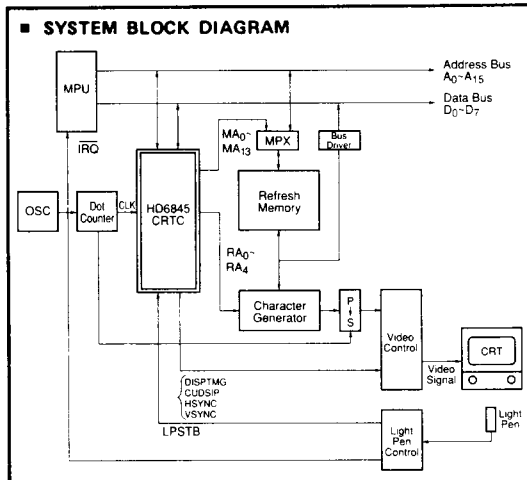 ■ SYSTEM BLOCK DIAGRAM
MPU
Address Bus
A0~A15
Data Bus
D0~D7
IRQ
MA0~
MA13
MPX
Bus
Driver
OSC
Dot
Counter
CLK
HD6845
CRTC
Refresh
Memory
RA0~
RA4
Character
Generator
P
↓
S
Video
Control
CRT
Video
Signal
DISPTMG
CUDSIP
HSYNC
VSYNC
LPSTB
Light
Pen
Control
Light
Pen